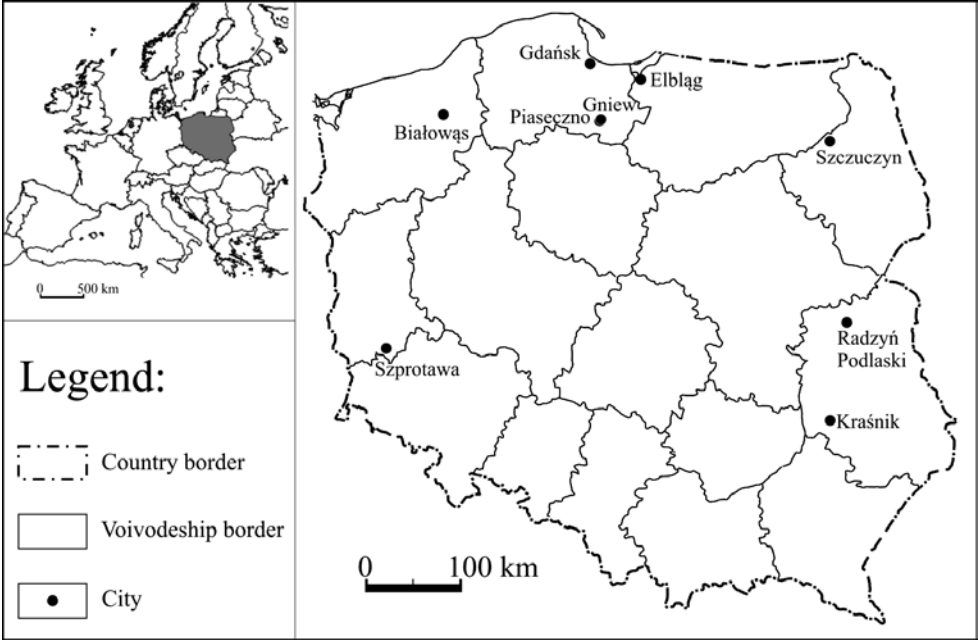 0 500 km
Legend:
Country border
Voivodeship border
City
Gdańsk
Elbląg
Gniew
Piaseczno
Białowąs
Szczuczyn
Radzyń
Podlaski
Szprotawa
Kraśnik
0 100 km